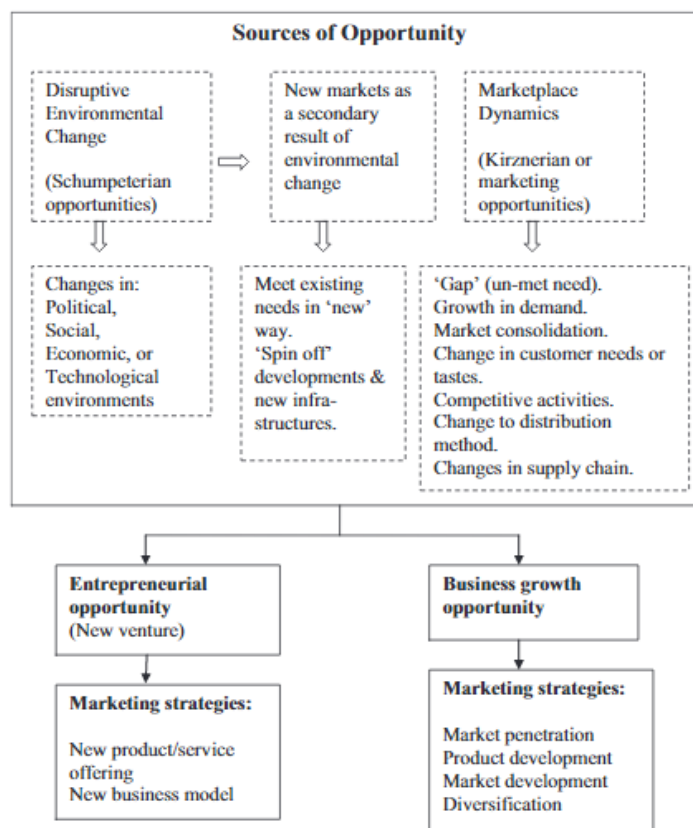 Sources of Opportunity
Disruptive
Environmental
Change
(Schumpeterian
opportunities)
New markets as
a secondary
result of
environmental
change
Marketplace
Dynamics
(Kirznerian or
marketing
opportunities)
Changes in:
Political,
Social,
Economic, or
Technological
environments
Meet existing
needs in ‘new’
way.
‘Spin off’
developments &
new infra-
structures.
‘Gap’ (un-met need).
Growth in demand.
Market consolidation.
Change in customer needs or
tastes.
Competitive activities.
Change to distribution
method.
Changes in supply chain.
Entrepreneurial
opportunity
(New venture)
Business growth
opportunity
Marketing strategies:
New product/service
offering
New business model
Marketing strategies:
Market penetration
Product development
Market development
Diversification